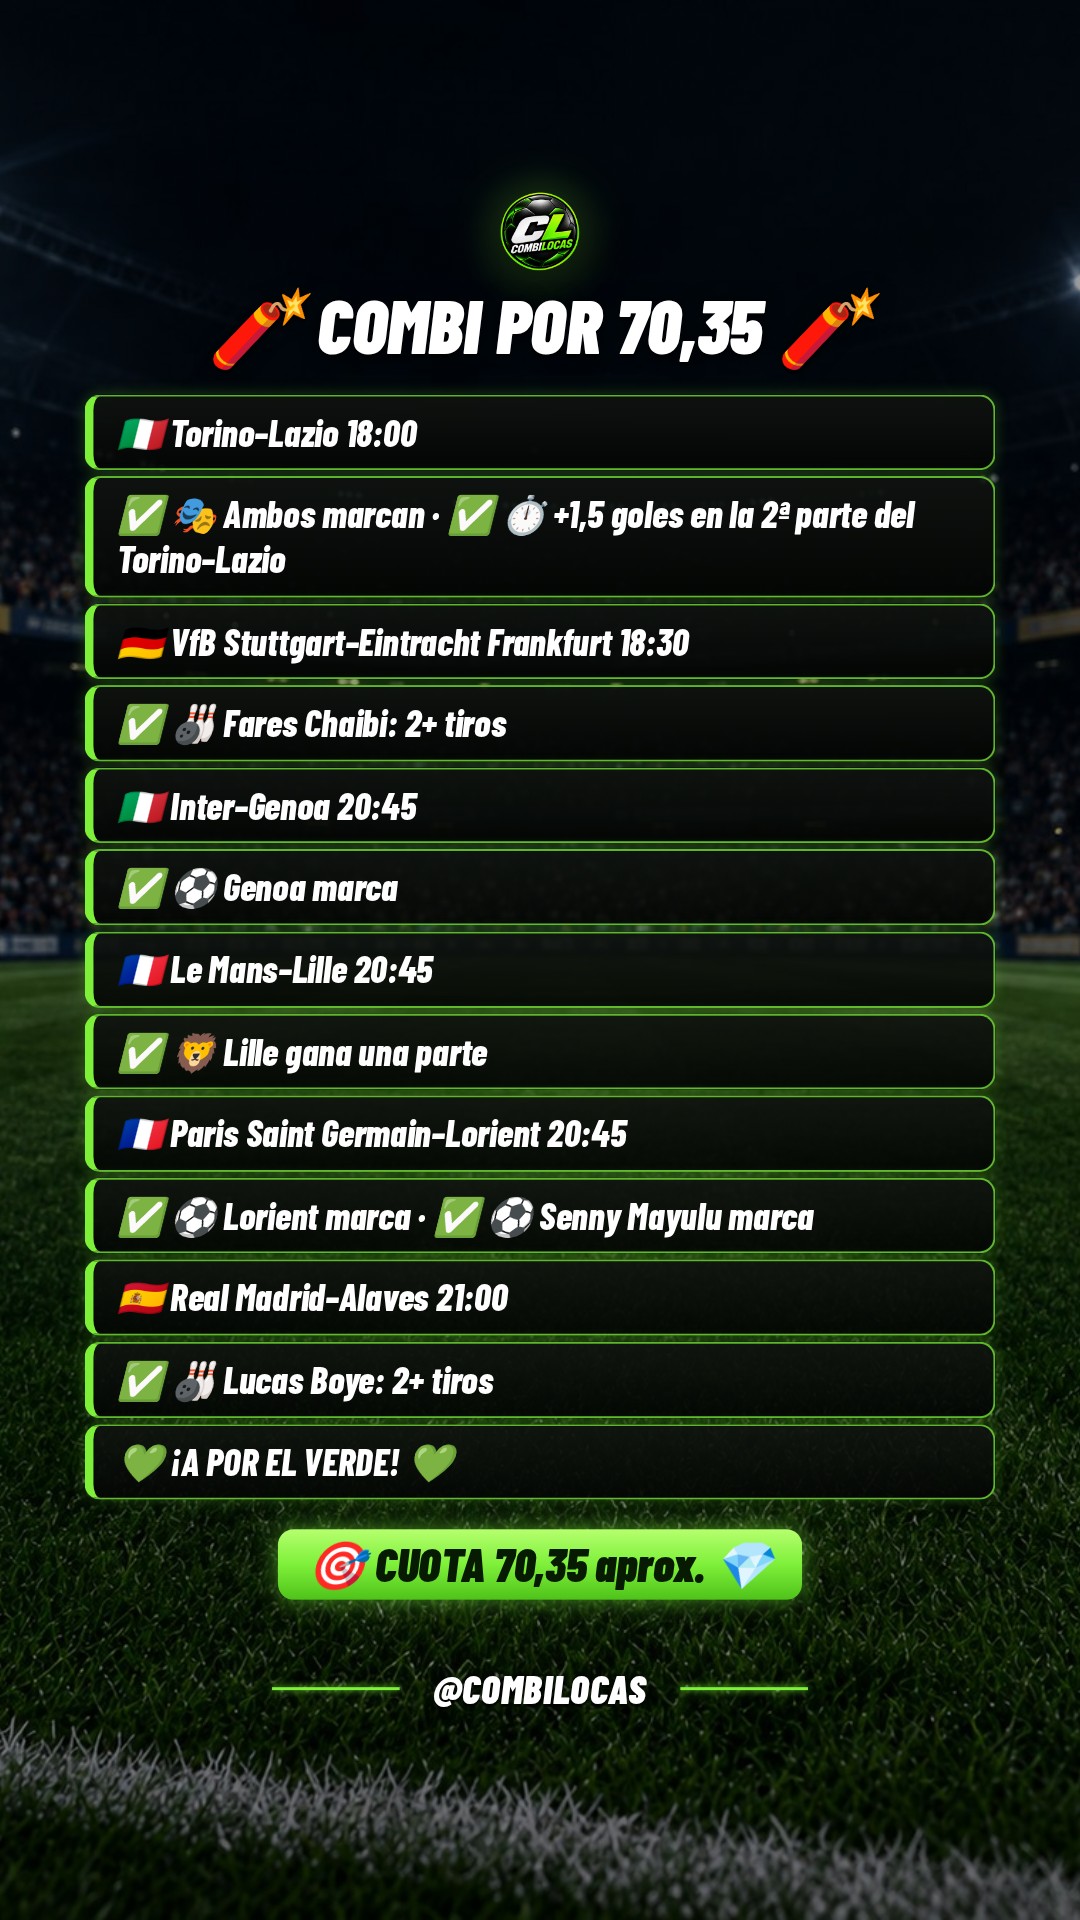 CL
COMBILOCAS
🧨 COMBI POR 70,35 🧨
🇮🇹 Torino-Lazio 18:00
✅ 🎭 Ambos marcan · ✅ ⏱️ +1,5 goles en la 2ª parte del
Torino-Lazio
🇩🇪 VfB Stuttgart-Eintracht Frankfurt 18:30
✅ 🎳 Fares Chaibi: 2+ tiros
🇮🇹 Inter-Genoa 20:45
✅ ⚽ Genoa marca
🇫🇷 Le Mans-Lille 20:45
✅ 🦁 Lille gana una parte
🇫🇷 Paris Saint Germain-Lorient 20:45
✅ ⚽ Lorient marca · ✅ ⚽ Senny Mayulu marca
🇪🇸 Real Madrid-Alaves 21:00
✅ 🎳 Lucas Boye: 2+ tiros
💚 ¡A POR EL VERDE! 💚
🎯 CUOTA 70,35 aprox. 💎
@COMBILOCAS